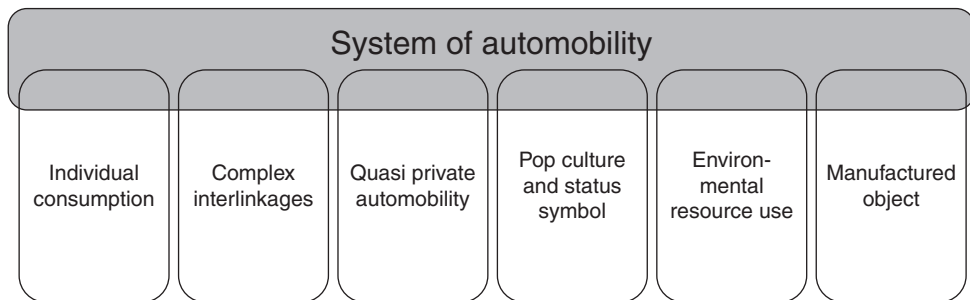 System of automobility
Individual
consumption
Complex
interlinkages
Quasi private
automobility
Pop culture
and status
symbol
Environ-
mental
resource use
Manufactured
object